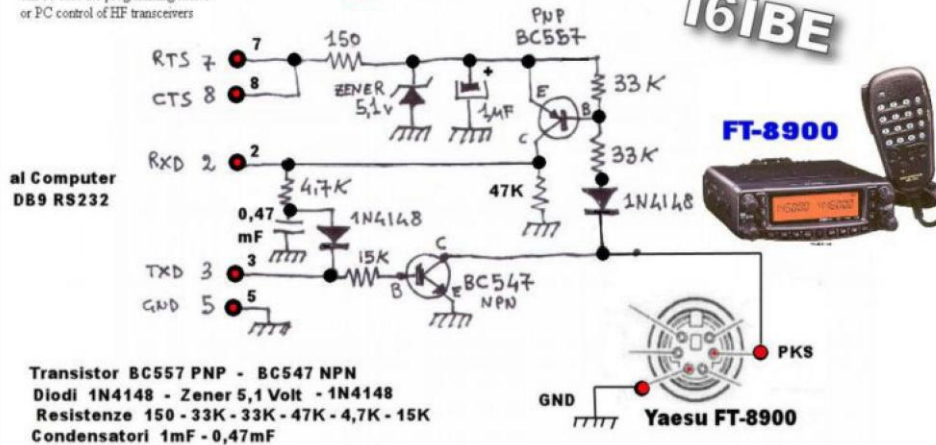 or PC control of HF transceivers
I6IBE
PNP
BC557
RTS 7
7
150
CTS 8
8
ZENER
5,1v
1µF
E
B
C
33K
33K
FT-8900
RXD 2
2
al Computer
DB9 RS232
4,7K
47K
1N4148
0,47
mF
1N4148
TXD 3
3
15K
B
C
E
BC547
NPN
GND 5
5
PKS
GND
Yaesu FT-8900
Transistor BC557 PNP - BC547 NPN
Diodi 1N4148 - Zener 5,1 Volt - 1N4148
Resistenze 150 - 33K - 33K - 47K - 4,7K - 15K
Condensatori 1mF - 0,47mF